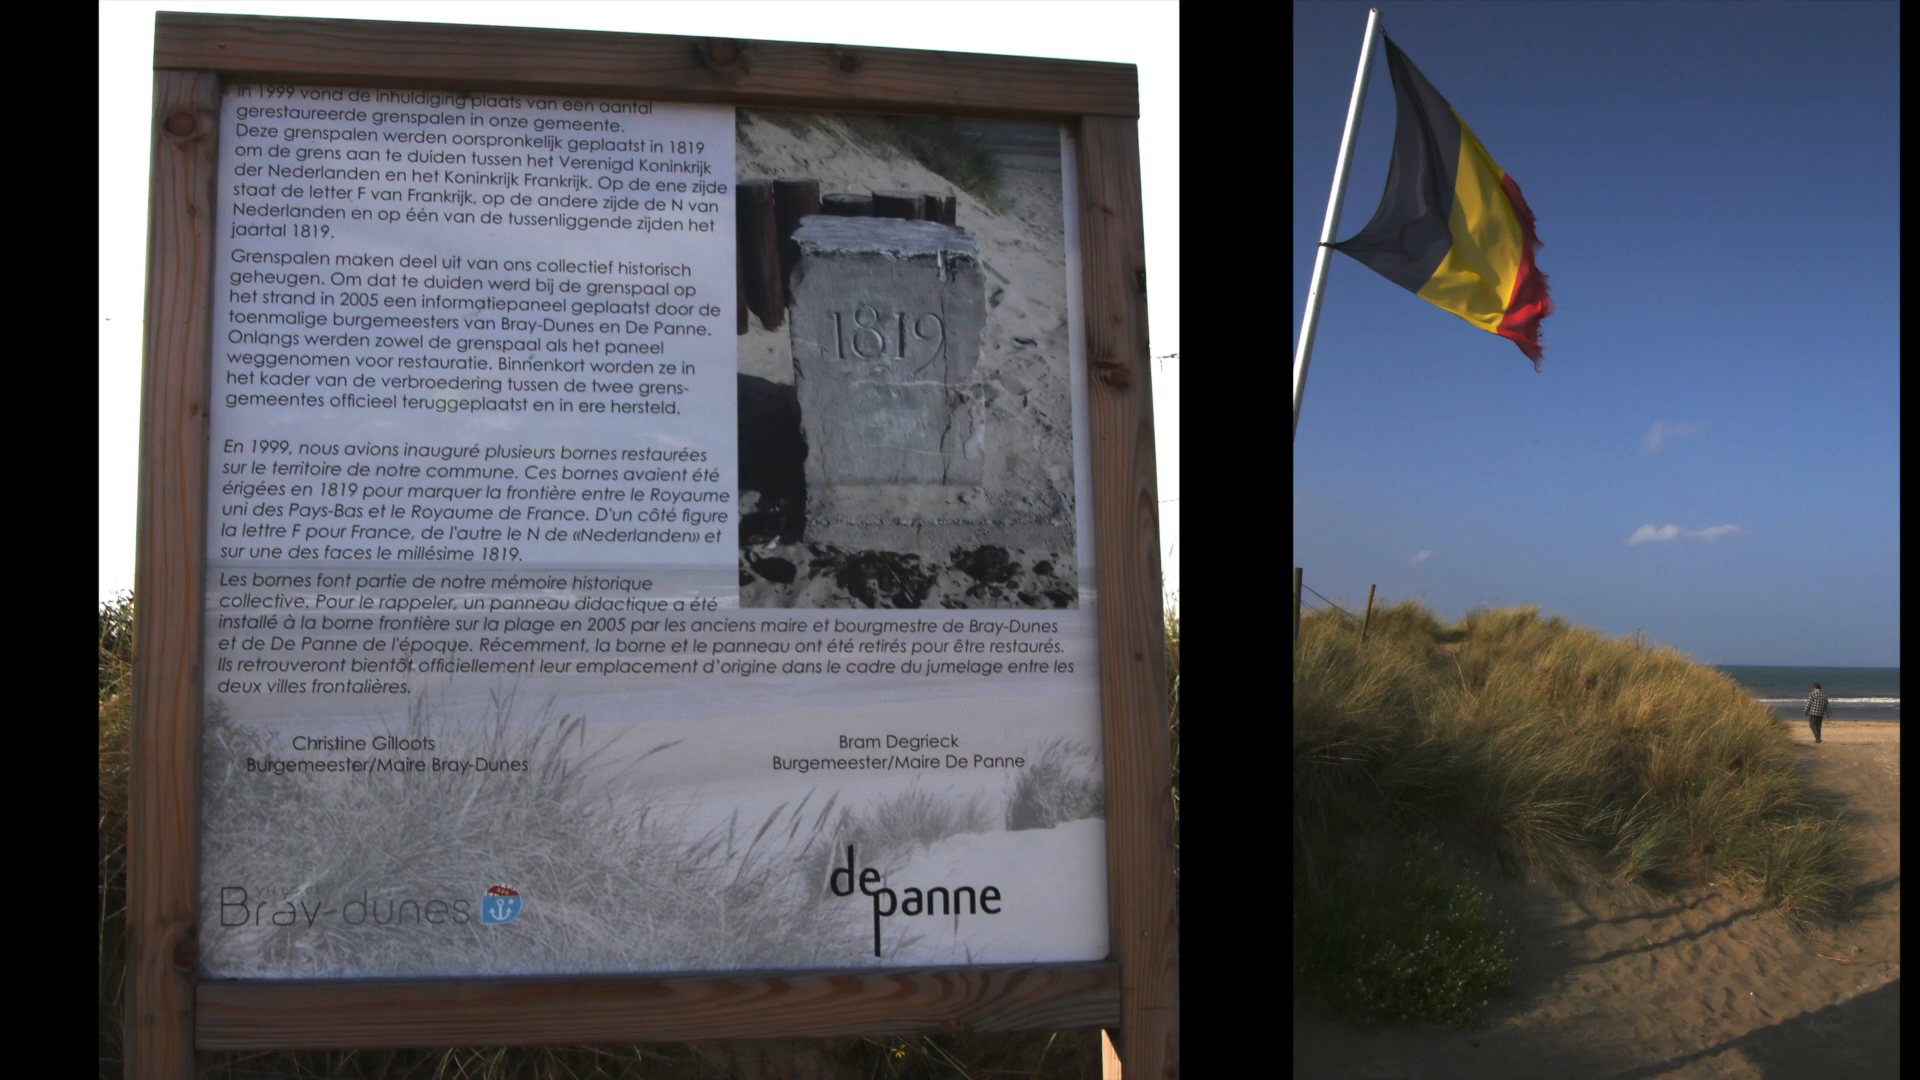 In 1999 vond de inhuldiging plaats van een aantal
gerestaureerde grenspalen in onze gemeente.
Deze grenspalen werden oorspronkelijk geplaatst in 1819
om de grens aan te duiden tussen het Verenigd Koninkrijk
der Nederlanden en het Koninkrijk Frankrijk. Op de ene zijde
staat de letter F van Frankrijk, op de andere zijde de N van
Nederlanden en op één van de tussenliggende zijden het
jaartal 1819.
Grenspalen maken deel uit van ons collectief historisch
geheugen. Om dat te duiden werd bij de grenspaal op
het strand in 2005 een informatiepaneel geplaatst door de
toenmalige burgemeesters van Bray-Dunes en De Panne.
Onlangs werden zowel de grenspaal als het paneel
weggenomen voor restauratie. Binnenkort worden ze in
het kader van de verbroedering tussen de twee grens-
gemeentes officieel teruggeplaatst en in ere hersteld.
1819
En 1999, nous avions inauguré plusieurs bornes restaurées
sur le territoire de notre commune. Ces bornes avaient été
érigées en 1819 pour marquer la frontière entre le Royaume
uni des Pays-Bas et le Royaume de France. D'un côté figure
la lettre F pour France, de l'autre le N de «Nederlanden» et
sur une des faces le millésime 1819.
Les bornes font partie de notre mémoire historique
collective. Pour le rappeler, un panneau didactique a été
installé à la borne frontière sur la plage en 2005 par les anciens maire et bourgmestre de Bray-Dunes
et de De Panne de l'époque. Récemment, la borne et le panneau ont été retirés pour être restaurés.
Ils retrouveront bientôt officiellement leur emplacement d'origine dans le cadre du jumelage entre les
deux villes frontalières.
Christine Gilloots
Burgemeester/Maire Bray-Dunes
Bram Degrieck
Burgemeester/Maire De Panne
VILLE DE
Bray-dunes
de
panne